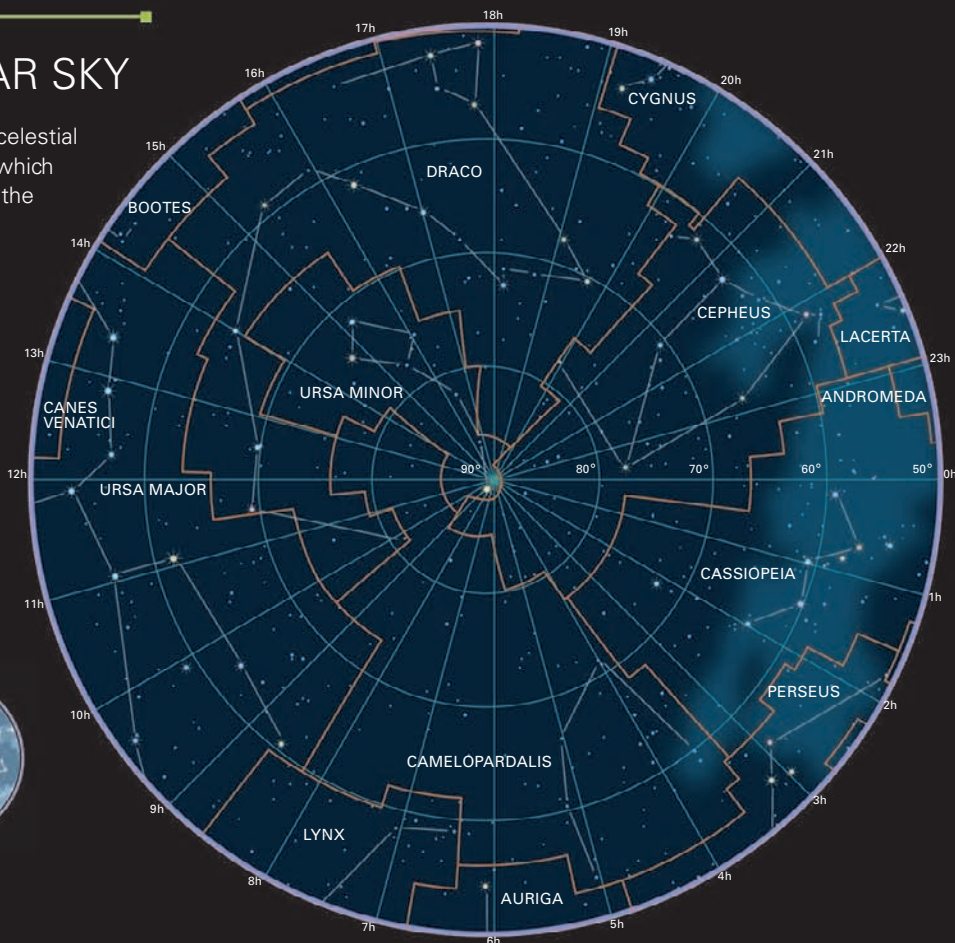 AR SKY
celestial
which
the
18h
17h
19h
16h
20h
CYGNUS
15h
21h
DRACO
BOOTES
14h
22h
CEPHEUS
LACERTA
13h
23h
URSA MINOR
ANDROMEDA
CANES
VENATICI
12h
90°
80°
70°
60°
50°
0h
URSA MAJOR
CASSIOPEIA
11h
1h
PERSEUS
10h
2h
CAMELOPARDALIS
9h
3h
LYNX
8h
4h
AURIGA
7h
5h
6h